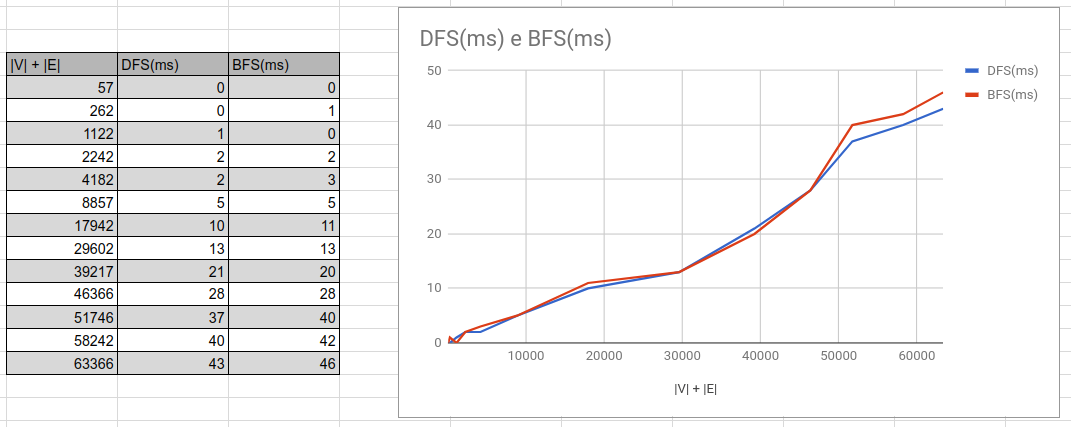 |V| + |E| DFS(ms) BFS(ms)
57 0 0
262 0 1
1122 1 0
2242 2 2
4182 2 3
8857 5 5
17942 10 11
29602 13 13
39217 21 20
46366 28 28
51746 37 40
58242 40 42
63366 43 46
DFS(ms) e BFS(ms)
50
40
30
20
10
0
10000 20000 30000 40000 50000 60000
|V| + |E|
DFS(ms)
BFS(ms)